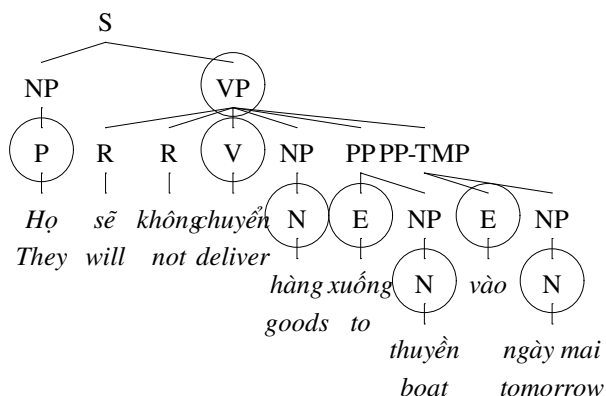 S
NP VP
P R R V NP PP PP-TMP
Họ sẽ không chuyển N E NP E NP
They will not deliver
hàng xuống N vào N
goods to
thuyền ngày mai
boat tomorrow